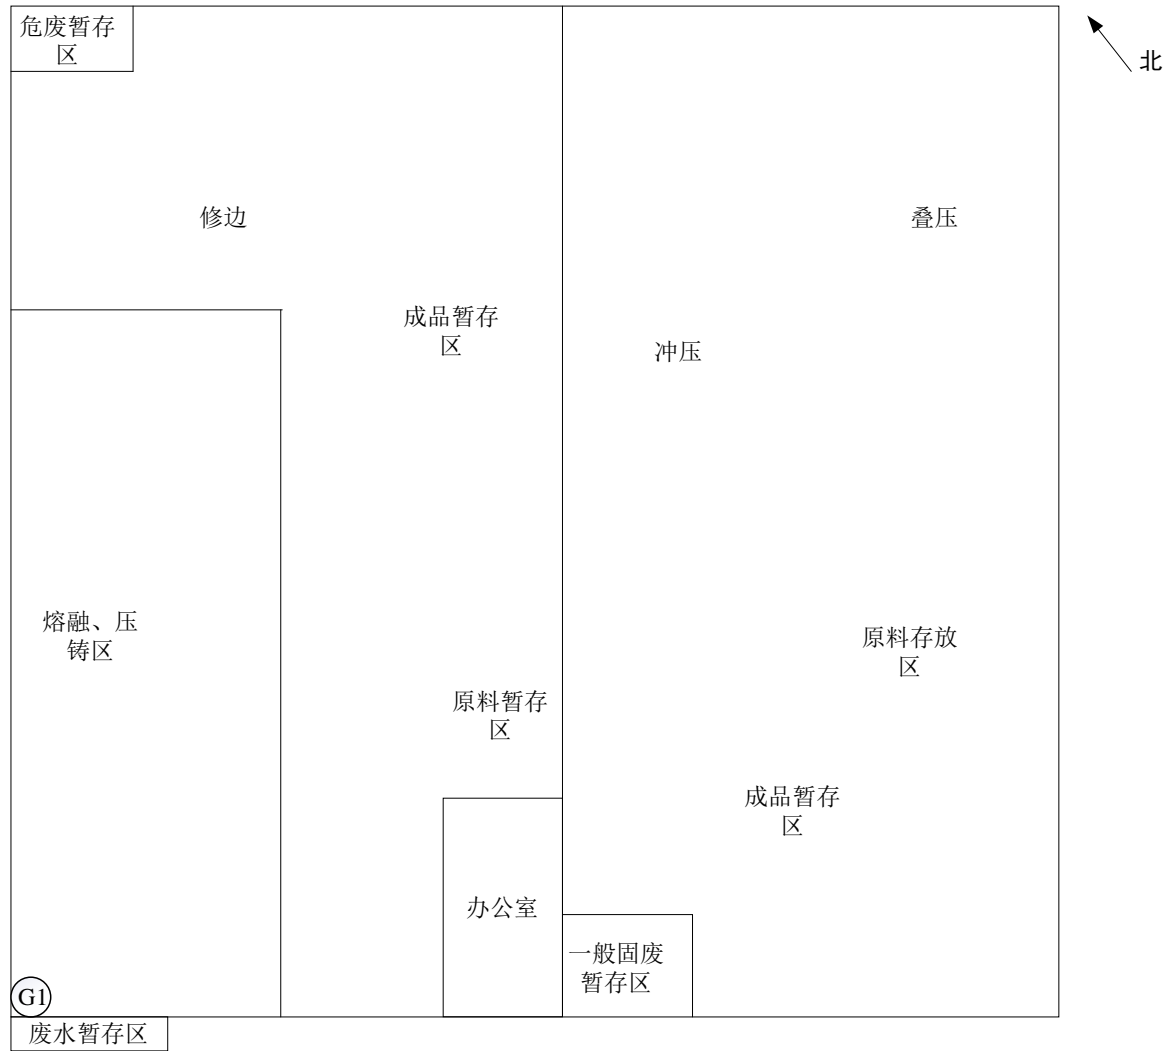 危废暂存
区
北
修边
叠压
成品暂存
区
冲压
熔融、压
铸区
原料存放
区
原料暂存
区
成品暂存
区
办公室
一般固废
暂存区
G1
废水暂存区